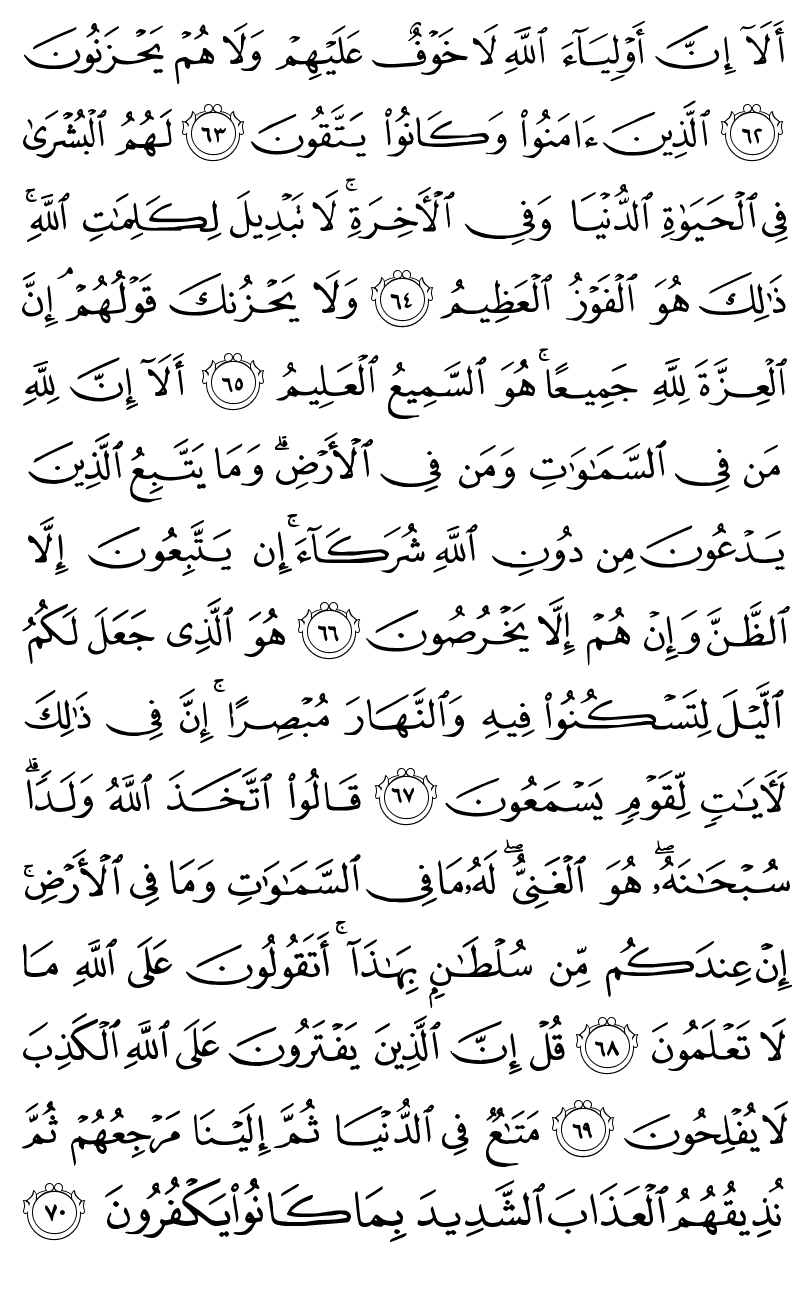 أَلَآ إِنَّ أَوْلِيَآءَ ٱللَّهِ لَا خَوْفٌ عَلَيْهِمْ وَلَا هُمْ يَحْزَنُونَ
٦٢ ٱلَّذِينَ ءَامَنُوا۟ وَكَانُوا۟ يَتَّقُونَ ٦٣ لَهُمُ ٱلْبُشْرَىٰ
فِى ٱلْحَيَوٰةِ ٱلدُّنْيَا وَفِى ٱلْأَخِرَةِ ۚ لَا تَبْدِيلَ لِكَلِمَٰتِ ٱللَّهِ ۚ
ذَٰلِكَ هُوَ ٱلْفَوْزُ ٱلْعَظِيمُ ٦٤ وَلَا يَحْزُنكَ قَوْلُهُمْ ۘ إِنَّ
ٱلْعِزَّةَ لِلَّهِ جَمِيعًا ۚ هُوَ ٱلسَّمِيعُ ٱلْعَلِيمُ ٦٥ أَلَآ إِنَّ لِلَّهِ
مَن فِى ٱلسَّمَٰوَٰتِ وَمَن فِى ٱلْأَرْضِ ۗ وَمَا يَتَّبِعُ ٱلَّذِينَ
يَدْعُونَ مِن دُونِ ٱللَّهِ شُرَكَآءَ ۚ إِن يَتَّبِعُونَ إِلَّا
ٱلظَّنَّ وَإِنْ هُمْ إِلَّا يَخْرُصُونَ ٦٦ هُوَ ٱلَّذِى جَعَلَ لَكُمُ
ٱلَّيْلَ لِتَسْكُنُوا۟ فِيهِ وَٱلنَّهَارَ مُبْصِرًا ۚ إِنَّ فِى ذَٰلِكَ
لَأَيَٰتٍ لِّقَوْمٍ يَسْمَعُونَ ٦٧ قَالُوا۟ ٱتَّخَذَ ٱللَّهُ وَلَدًا ۗ
سُبْحَٰنَهُۥ ۖ هُوَ ٱلْغَنِىُّ ۖ لَهُۥ مَا فِى ٱلسَّمَٰوَٰتِ وَمَا فِى ٱلْأَرْضِ ۚ
إِنْ عِندَكُم مِّن سُلْطَٰنٍۭ بِهَٰذَآ ۚ أَتَقُولُونَ عَلَى ٱللَّهِ مَا
لَا تَعْلَمُونَ ٦٨ قُلْ إِنَّ ٱلَّذِينَ يَفْتَرُونَ عَلَى ٱللَّهِ ٱلْكَذِبَ
لَا يُفْلِحُونَ ٦٩ مَتَٰعٌ فِى ٱلدُّنْيَا ثُمَّ إِلَيْنَا مَرْجِعُهُمْ ثُمَّ
نُذِيقُهُمُ ٱلْعَذَابَ ٱلشَّدِيدَ بِمَا كَانُوا۟ يَكْفُرُونَ ٧٠